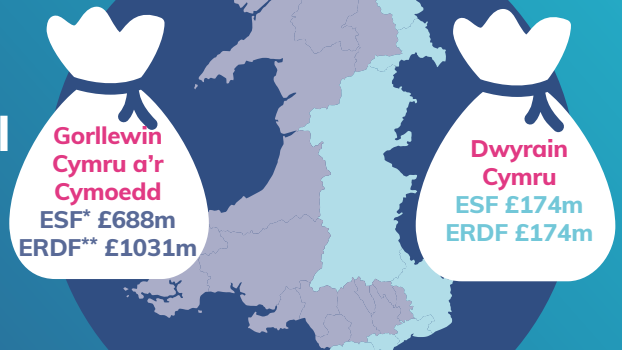 Gorllewin
Cymru a’r
Cymoedd
ESF* £688m
ERDF** £1031m
Dwyrain
Cymru
ESF £174m
ERDF £174m